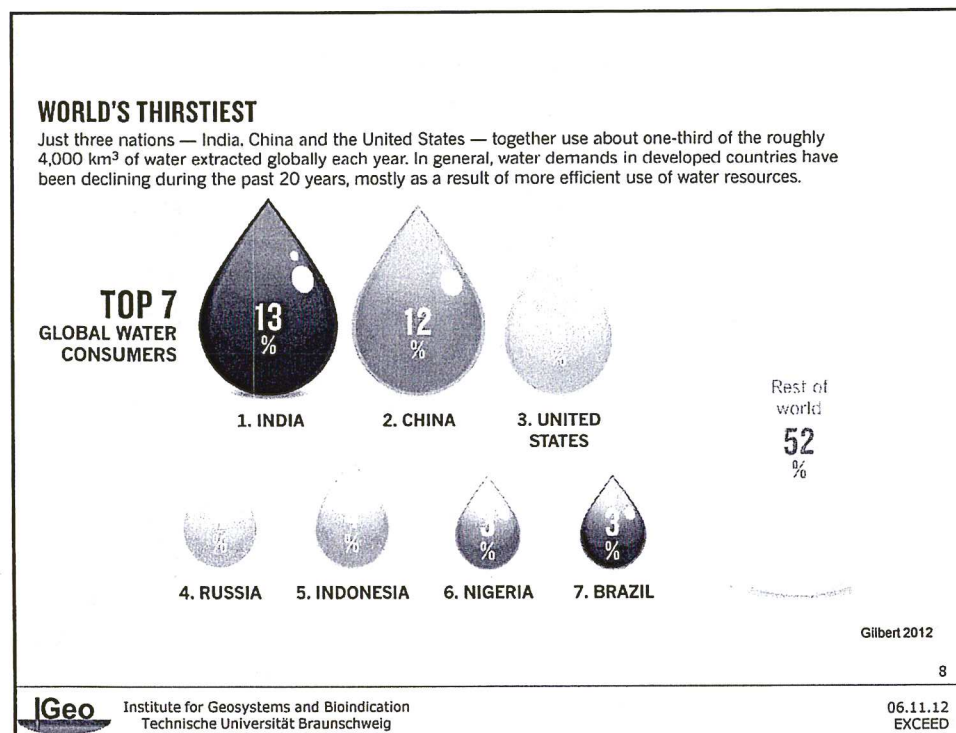 WORLD'S THIRSTIEST
Just three nations — India, China and the United States — together use about one-third of the roughly
4,000 km³ of water extracted globally each year. In general, water demands in developed countries have
been declining during the past 20 years, mostly as a result of more efficient use of water resources.
TOP 7
GLOBAL WATER
CONSUMERS
13
%
12
%
%
1. INDIA
2. CHINA
3. UNITED
STATES
Rest of
world
52
%
%
%
3
%
3
%
4. RUSSIA
5. INDONESIA
6. NIGERIA
7. BRAZIL
Gilbert 2012
8
IGeo
Institute for Geosystems and Bioindication
Technische Universität Braunschweig
06.11.12
EXCEED